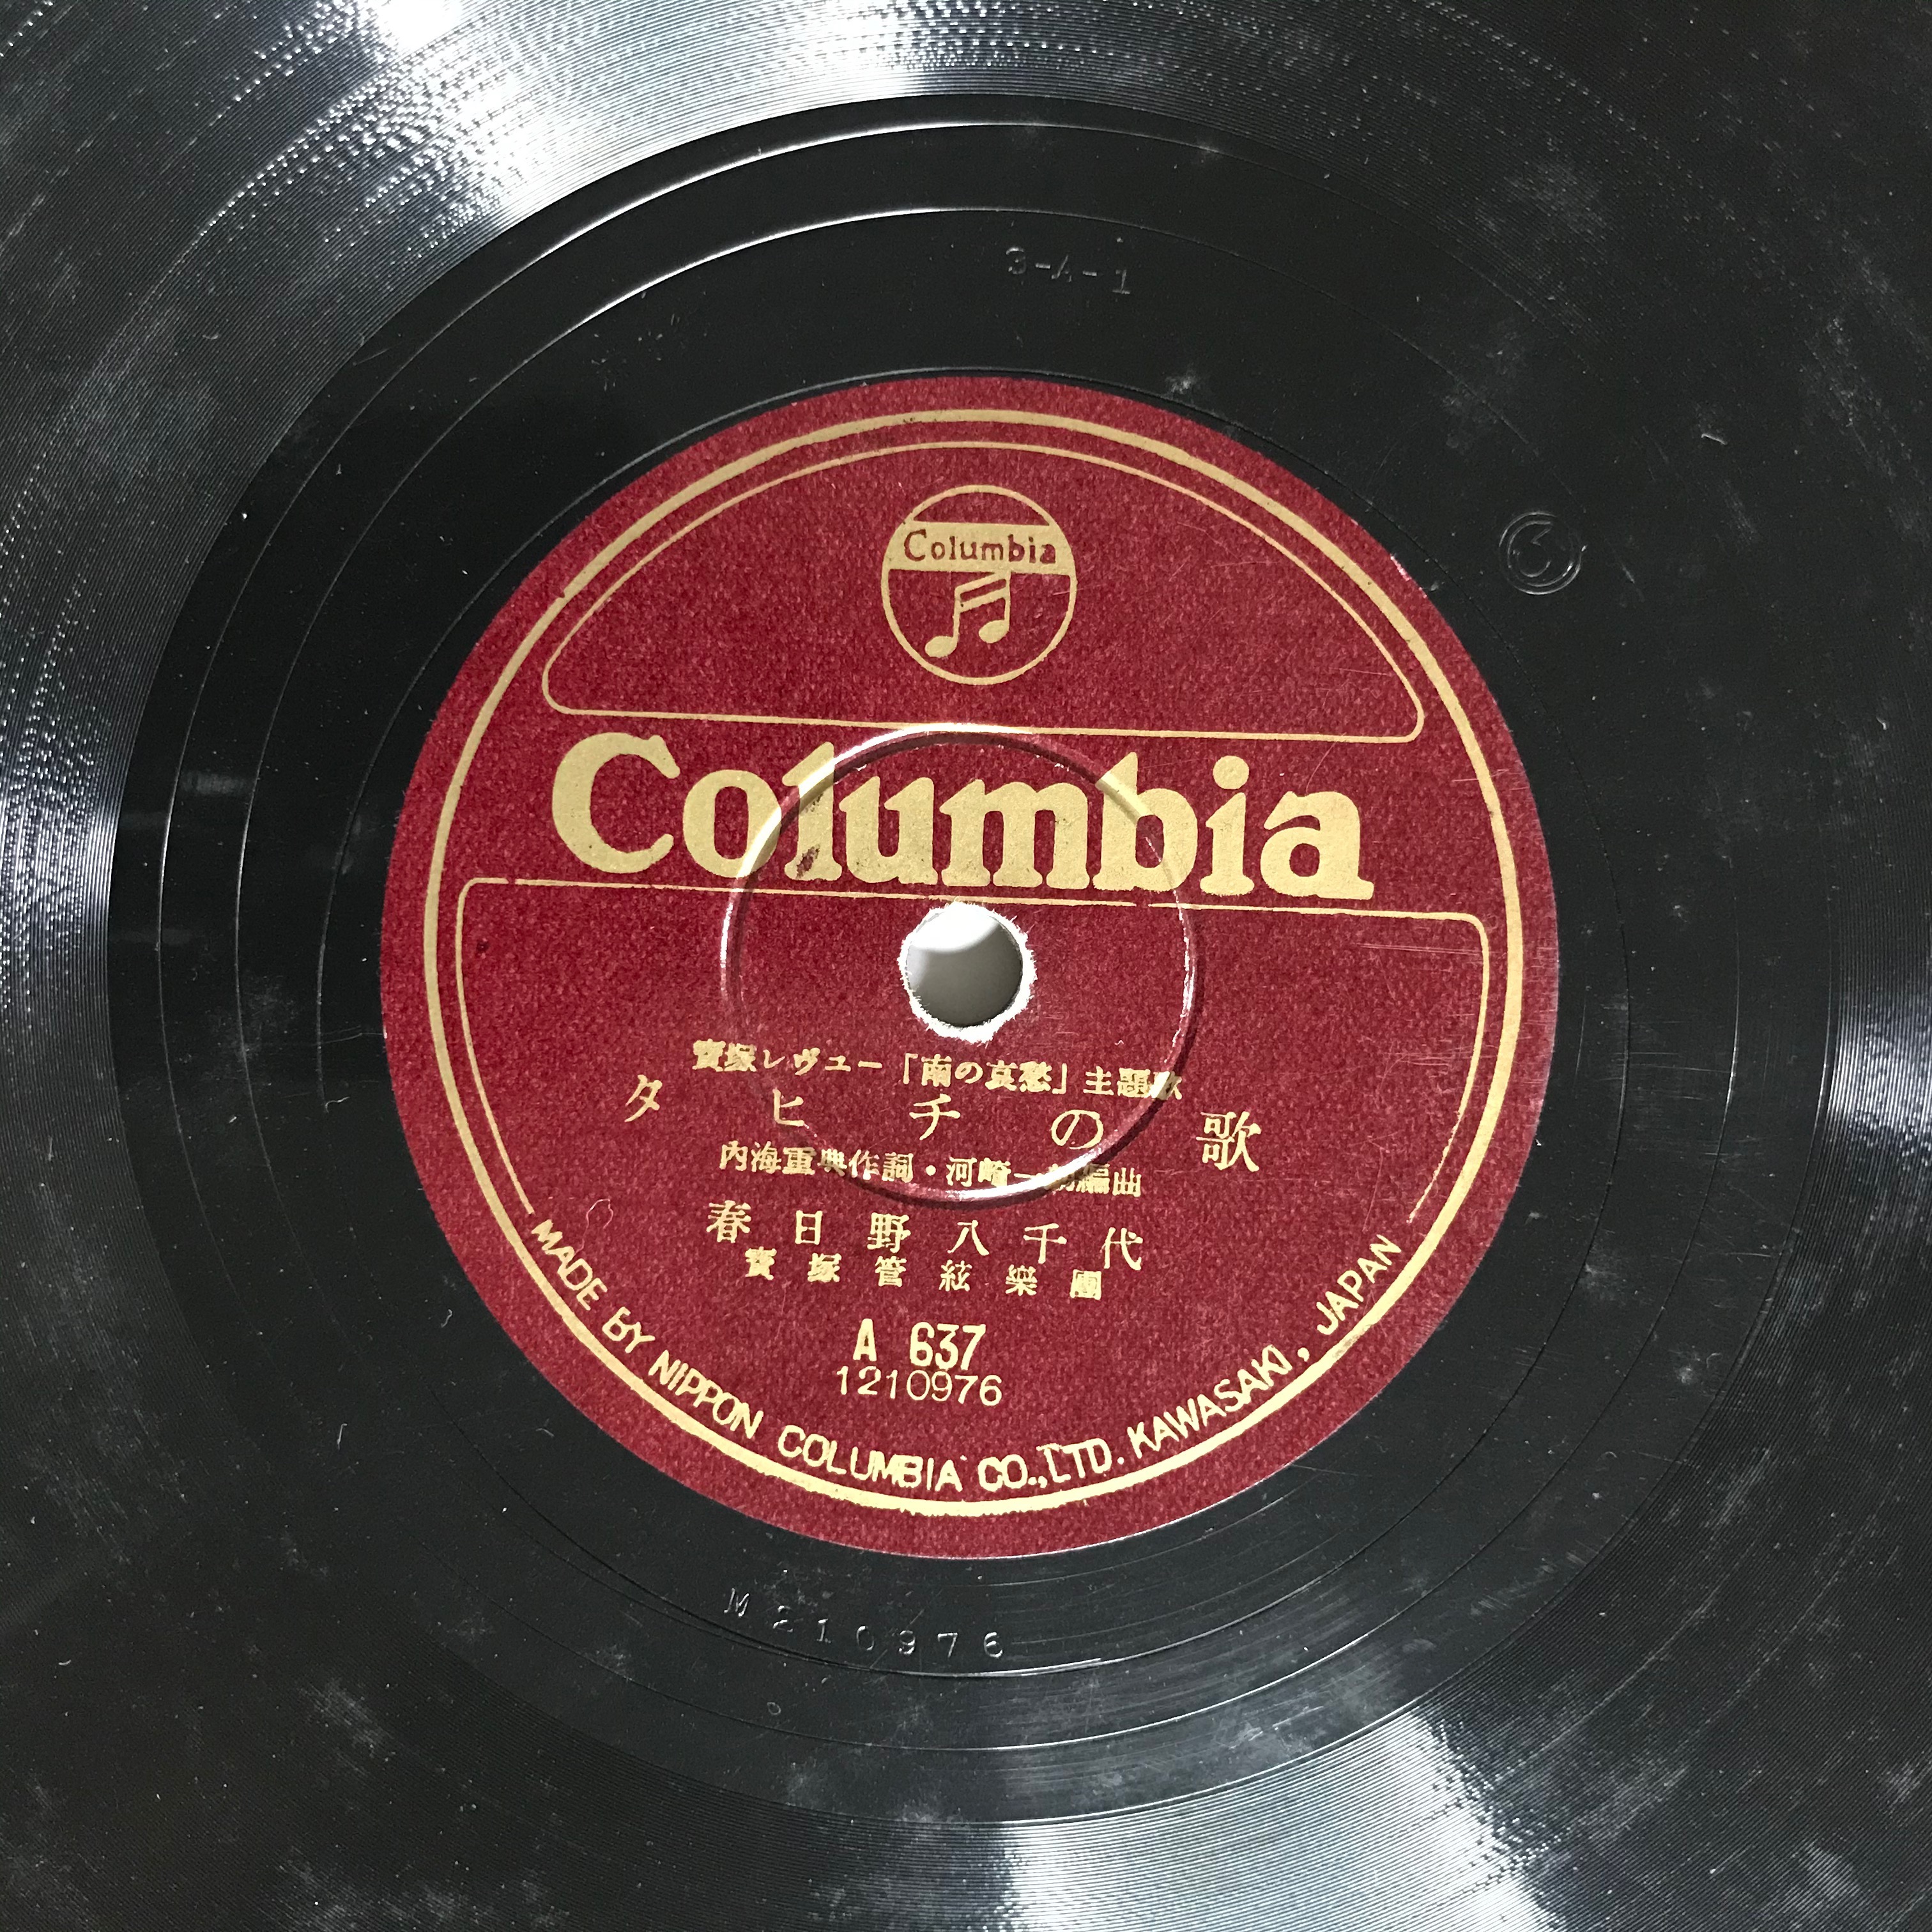 3-A-1
Columbia
Columbia
寶塚レヴュー「南の哀愁」主題歌
タヒチの歌
內海重典作詞・河崎一朗編曲
春日野八千代
寶塚管絃樂團
A 637
1210976
MADE BY NIPPON COLUMBIA CO., LTD. KAWASAKI, JAPAN
M210976